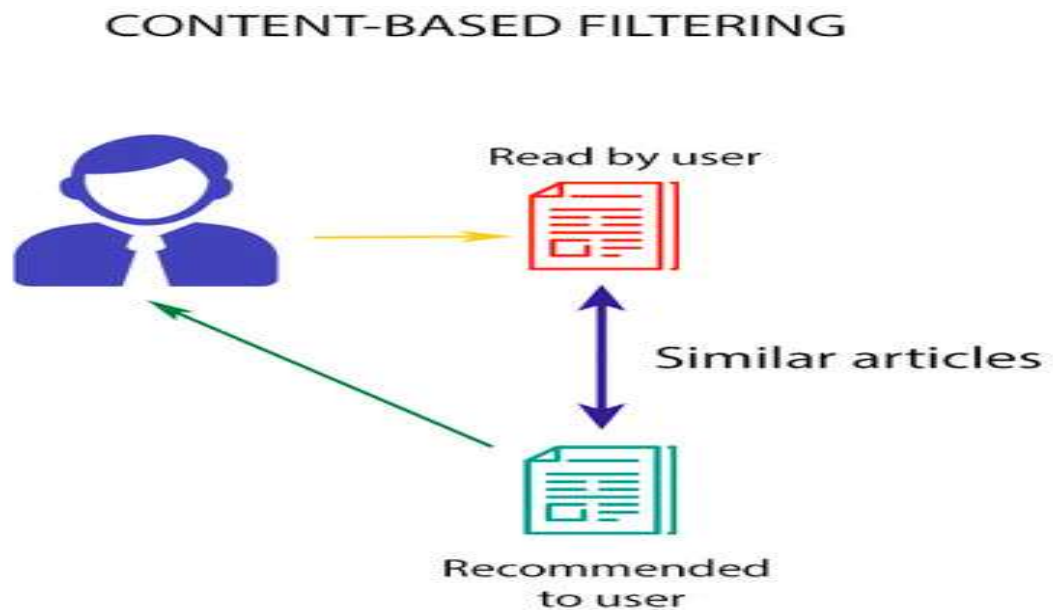 CONTENT-BASED FILTERING
Read by user
Similar articles
Recommended
to user